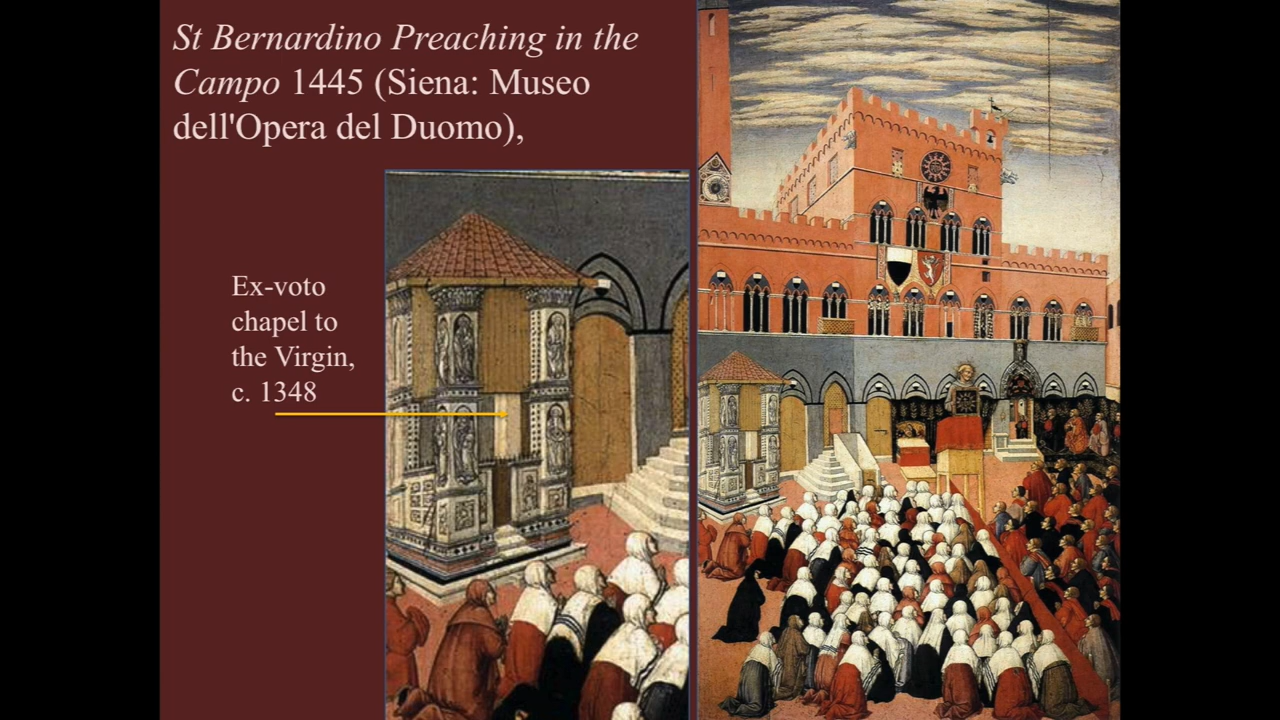 St Bernardino Preaching in the
Campo 1445 (Siena: Museo
dell'Opera del Duomo),
Ex-voto
chapel to
the Virgin,
c. 1348